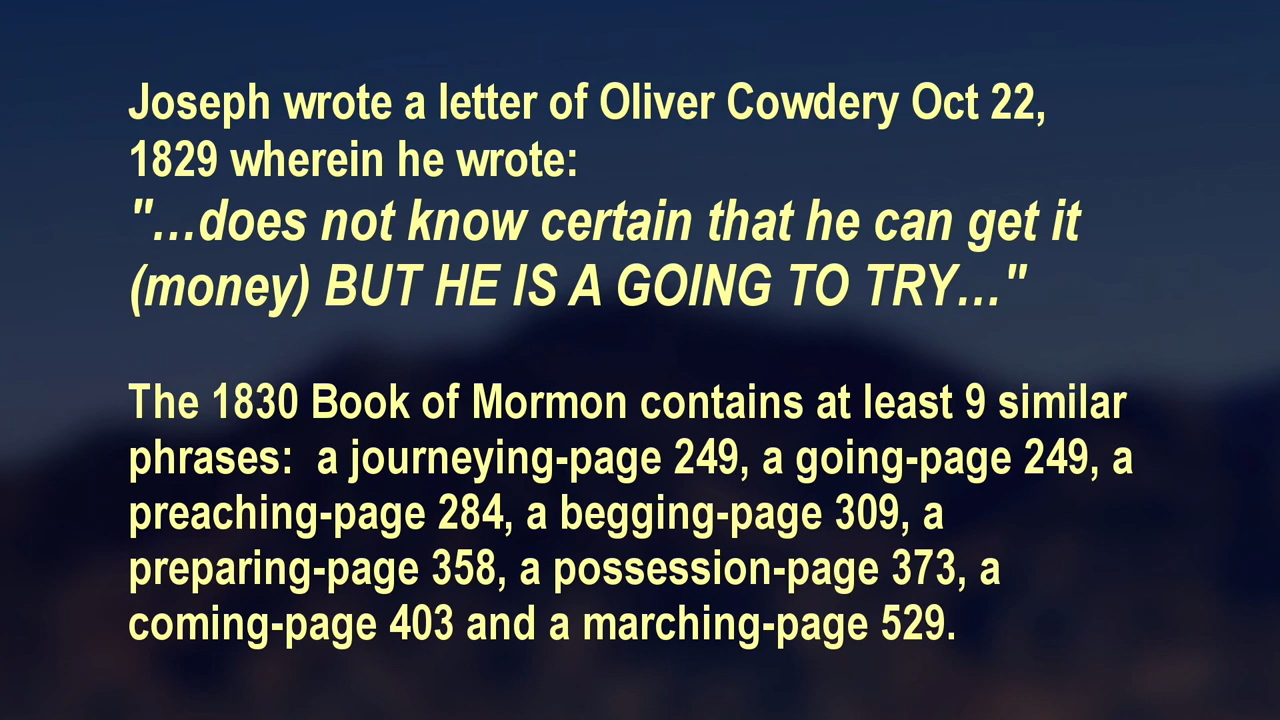 Joseph wrote a letter of Oliver Cowdery Oct 22,
1829 wherein he wrote:
"...does not know certain that he can get it
(money) BUT HE IS A GOING TO TRY..."
The 1830 Book of Mormon contains at least 9 similar
phrases:  a journeying-page 249, a going-page 249, a
preaching-page 284, a begging-page 309, a
preparing-page 358, a possession-page 373, a
coming-page 403 and a marching-page 529.